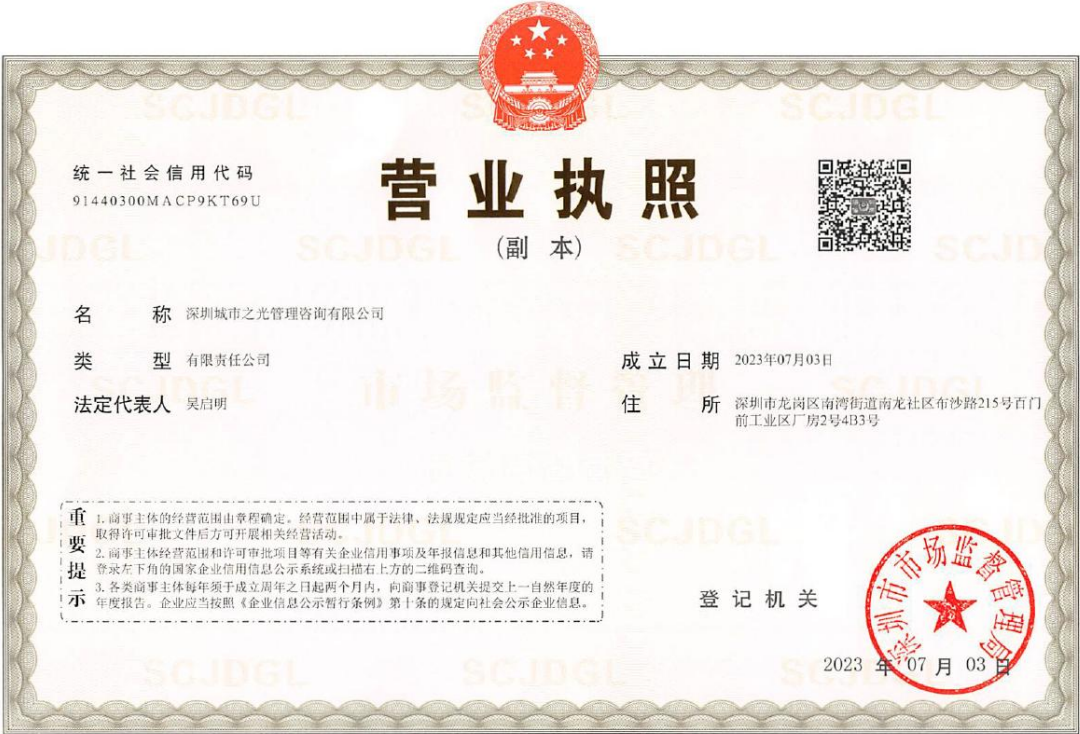 统一社会信用代码
91440300MACP9KT69U
营业执照
(副 本)
名 称 深圳城市之光管理咨询有限公司
类 型 有限责任公司
成立日期 2023年07月03日
法定代表人 吴启明
住 所 深圳市龙岗区南湾街道南龙社区布沙路215号百门
前工业区厂房2号4B3号
重要提示
1.商事主体的经营范围由章程确定。经营范围中属于法律、法规规定应当经批准的项目,
取得许可审批文件后方可开展相关经营活动。
2.商事主体经营范围和许可审批项目等有关企业信用事项及年报信息和其他信用信息,请
登录左下角的国家企业信用信息公示系统或扫描右上方的二维码查询。
3.各类商事主体每年须于成立周年之日起两个月内,向商事登记机关提交上一自然年度的
年度报告。企业应当按照《企业信息公示暂行条例》第十条的规定向社会公示企业信息。
登记机关
深圳市市场监督管理局
2023 年 07 月 03 日
SCJDGL
市场监督管理